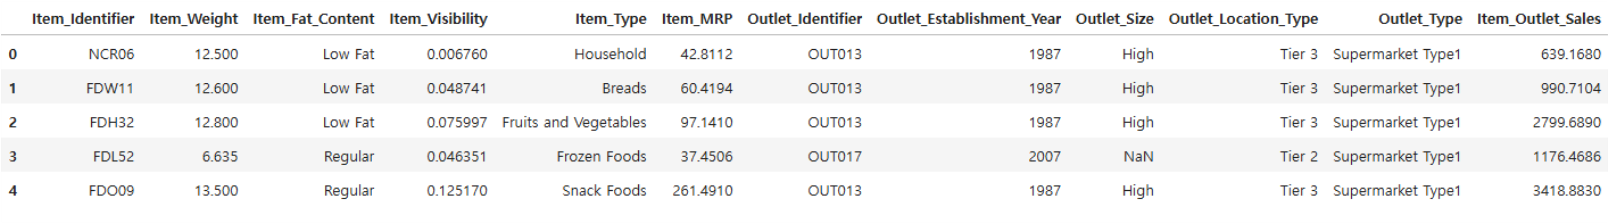 Item_Identifier Item_Weight Item_Fat_Content Item_Visibility Item_Type Item_MRP Outlet_Identifier Outlet_Establishment_Year Outlet_Size Outlet_Location_Type Outlet_Type Item_Outlet_Sales
0 NCR06 12.500 Low Fat 0.006760 Household 42.8112 OUT013 1987 High Tier 3 Supermarket Type1 639.1680
1 FDW11 12.600 Low Fat 0.048741 Breads 60.4194 OUT013 1987 High Tier 3 Supermarket Type1 990.7104
2 FDH32 12.800 Low Fat 0.075997 Fruits and Vegetables 97.1410 OUT013 1987 High Tier 3 Supermarket Type1 2799.6890
3 FDL52 6.635 Regular 0.046351 Frozen Foods 37.4506 OUT017 2007 NaN Tier 2 Supermarket Type1 1176.4686
4 FDO09 13.500 Regular 0.125170 Snack Foods 261.4910 OUT013 1987 High Tier 3 Supermarket Type1 3418.8830